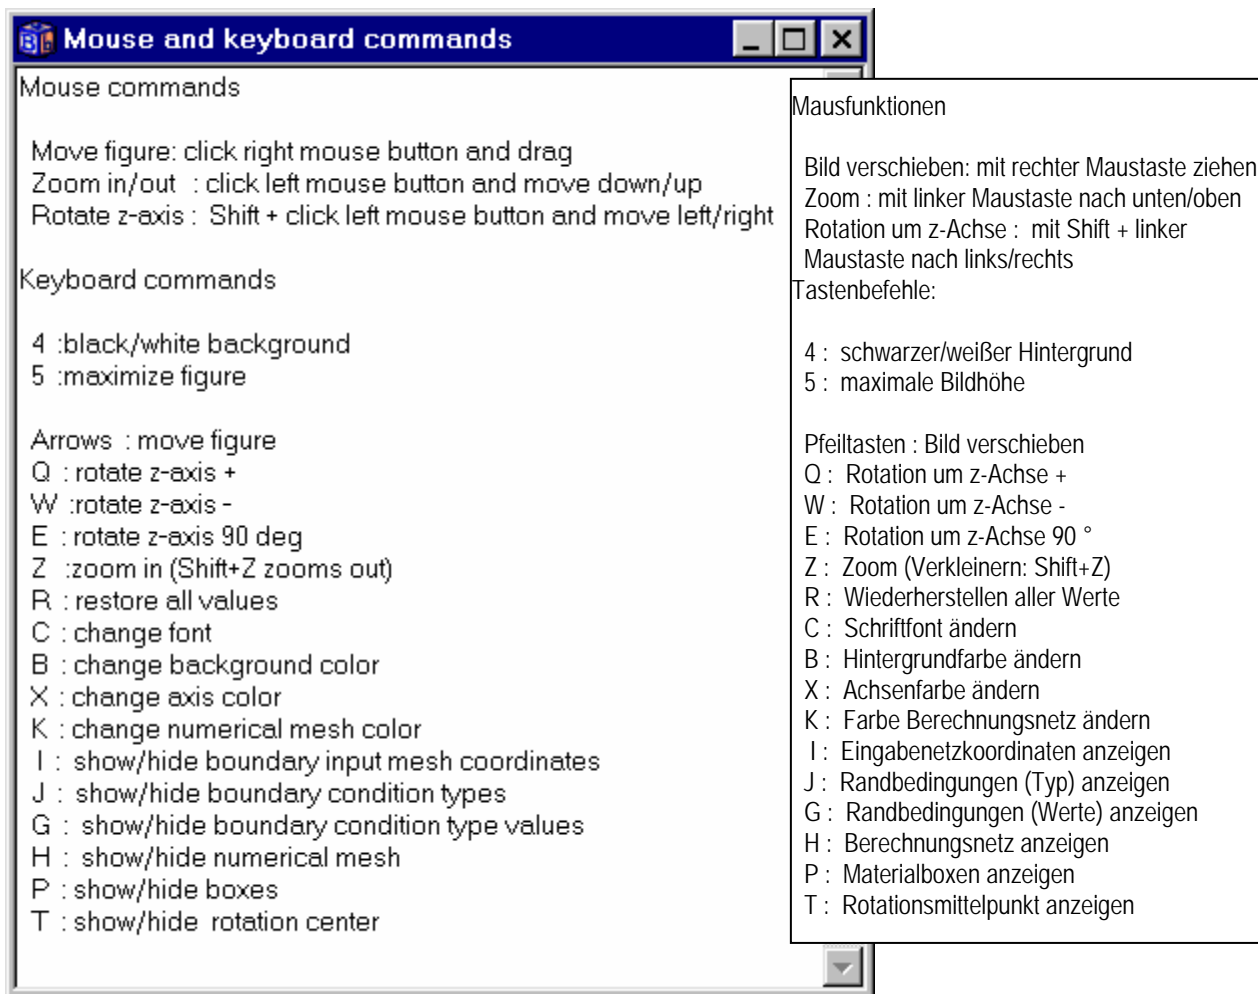 Mouse and keyboard commands
Mouse commands
Move figure: click right mouse button and drag
Zoom in/out : click left mouse button and move down/up
Rotate z-axis : Shift + click left mouse button and move left/right
Keyboard commands
4 :black/white background
5 :maximize figure
Arrows : move figure
Q : rotate z-axis +
W :rotate z-axis -
E : rotate z-axis 90 deg
Z :zoom in (Shift+Z zooms out)
R : restore all values
C : change font
B : change background color
X : change axis color
K : change numerical mesh color
I : show/hide boundary input mesh coordinates
J : show/hide boundary condition types
G : show/hide boundary condition type values
H : show/hide numerical mesh
P : show/hide boxes
T : show/hide rotation center
Mausfunktionen
Bild verschieben: mit rechter Maustaste ziehen
Zoom : mit linker Maustaste nach unten/oben
Rotation um z-Achse : mit Shift + linker
Maustaste nach links/rechts
Tastenbefehle:
4 : schwarzer/weißer Hintergrund
5 : maximale Bildhöhe
Pfeiltasten : Bild verschieben
Q : Rotation um z-Achse +
W : Rotation um z-Achse -
E : Rotation um z-Achse 90 °
Z : Zoom (Verkleinern: Shift+Z)
R : Wiederherstellen aller Werte
C : Schriftfont ändern
B : Hintergrundfarbe ändern
X : Achsenfarbe ändern
K : Farbe Berechnungsnetz ändern
I : Eingabenetzkoordinaten anzeigen
J : Randbedingungen (Typ) anzeigen
G : Randbedingungen (Werte) anzeigen
H : Berechnungsnetz anzeigen
P : Materialboxen anzeigen
T : Rotationsmittelpunkt anzeigen